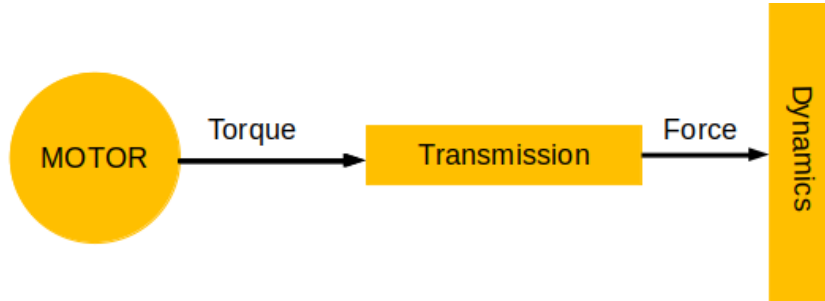 MOTOR
Torque
Transmission
Force
Dynamics